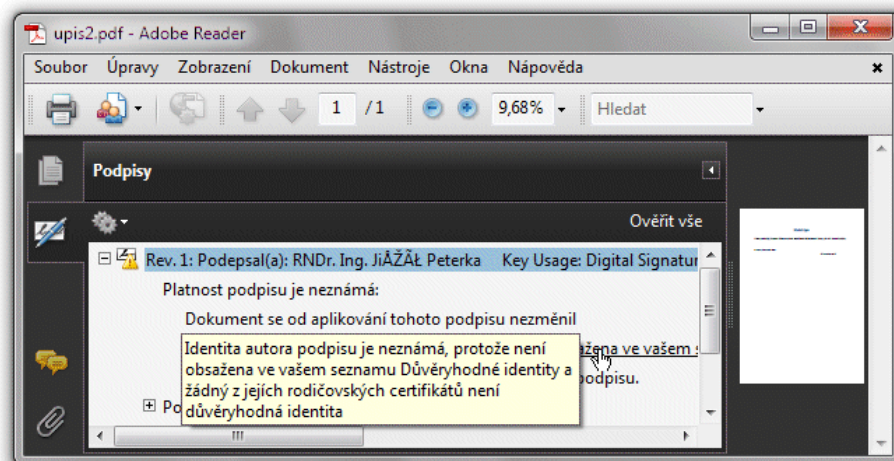 upis2.pdf - Adobe Reader
Soubor Úpravy Zobrazení Dokument Nástroje Okna Nápověda
1 / 1 9,68% Hledat
Podpisy
Ověřit vše
Rev. 1: Podepsal(a): RNDr. Ing. JiÅŽÃŁ Peterka Key Usage: Digital Signatur
Platnost podpisu je neznámá:
Dokument se od aplikování tohoto podpisu nezměnil
Identita autora podpisu je neznámá, protože není
obsažena ve vašem seznamu Důvěryhodné identity a
žádný z jejích rodičovských certifikátů není
důvěryhodná identita
ažena ve vašem
podpisu.
Po